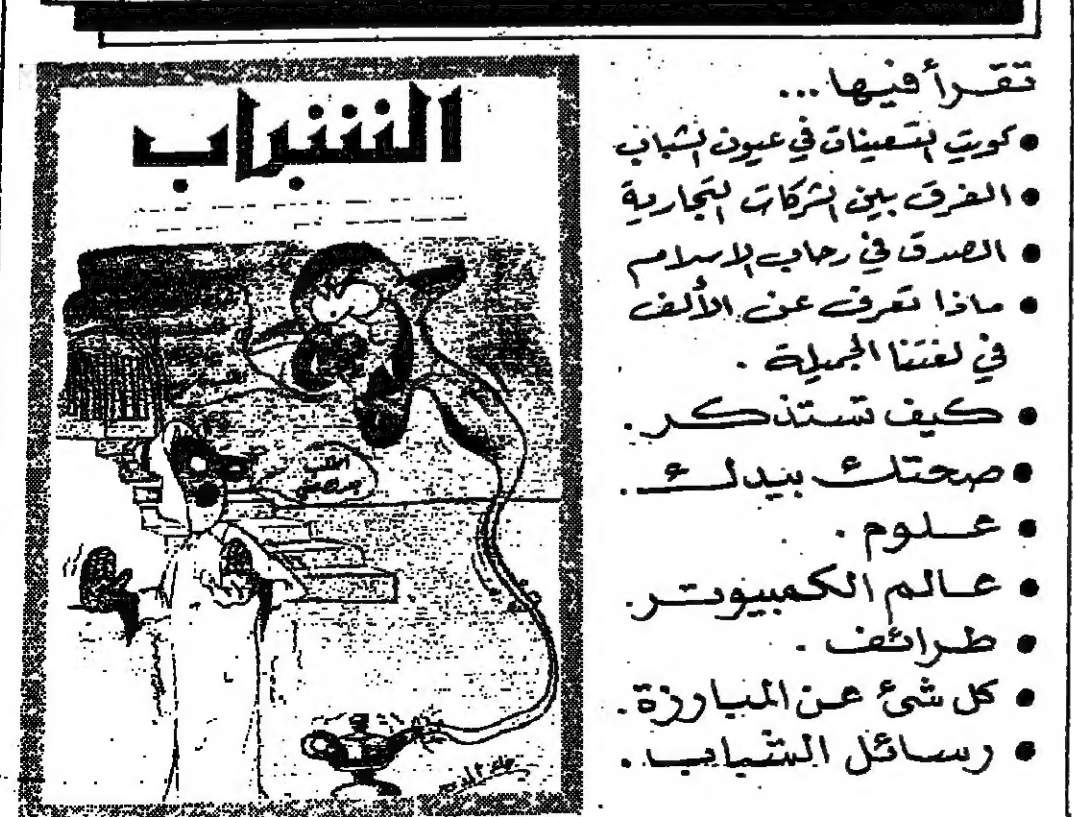 الشباب
اطلب
تقرأ فيها...
• كويت التسعينات في عيون الشباب
• الفرق بين الشركات التجارية
• الصدق في رحاب الإسلام
• ماذا تعرف عن الألف
في لغتنا الجميلة.
• كيف تستذكر.
• صحتك بيدك.
• علوم.
• عالم الكمبيوتر.
• طرائف.
• كل شئ عن المبارزة.
• رسائل الشباب.